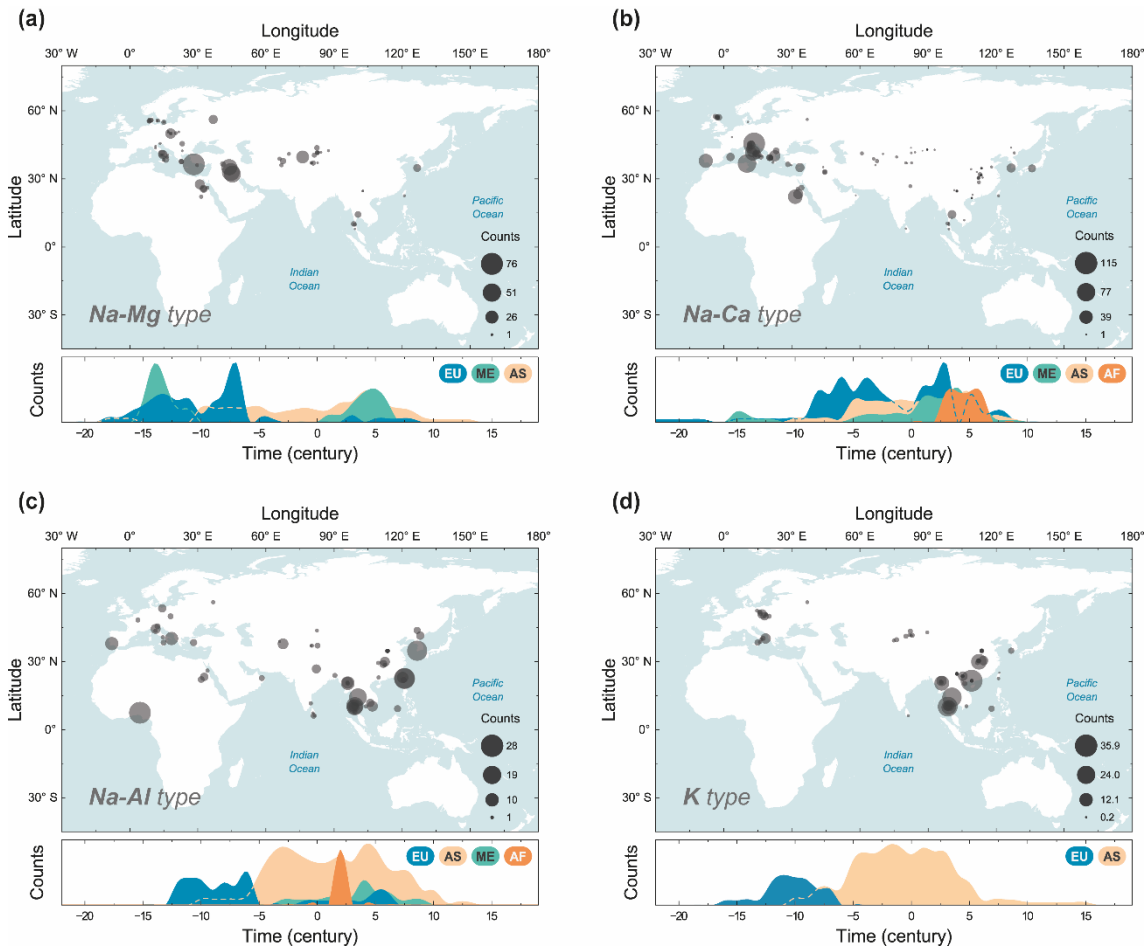 (a)
Longitude
30° W 0° 30° E 60° E 90° E 120° E 150° E 180°
60° N
30° N
0°
30° S
Latitude
Pacific
Ocean
Indian
Ocean
Counts
76
51
26
1
Na-Mg type
Counts
EU ME AS
−20 −15 −10 −5 0 5 10 15
Time (century)
(b)
Longitude
30° W 0° 30° E 60° E 90° E 120° E 150° E 180°
60° N
30° N
0°
30° S
Latitude
Pacific
Ocean
Indian
Ocean
Counts
115
77
39
1
Na-Ca type
Counts
EU ME AS AF
−20 −15 −10 −5 0 5 10 15
Time (century)
(c)
Longitude
30° W 0° 30° E 60° E 90° E 120° E 150° E 180°
60° N
30° N
0°
30° S
Latitude
Pacific
Ocean
Indian
Ocean
Counts
28
19
10
1
Na-Al type
Counts
EU AS ME AF
−20 −15 −10 −5 0 5 10 15
Time (century)
(d)
Longitude
30° W 0° 30° E 60° E 90° E 120° E 150° E 180°
60° N
30° N
0°
30° S
Latitude
Pacific
Ocean
Indian
Ocean
Counts
35.9
24.0
12.1
0.2
K type
Counts
EU AS
−20 −15 −10 −5 0 5 10 15
Time (century)